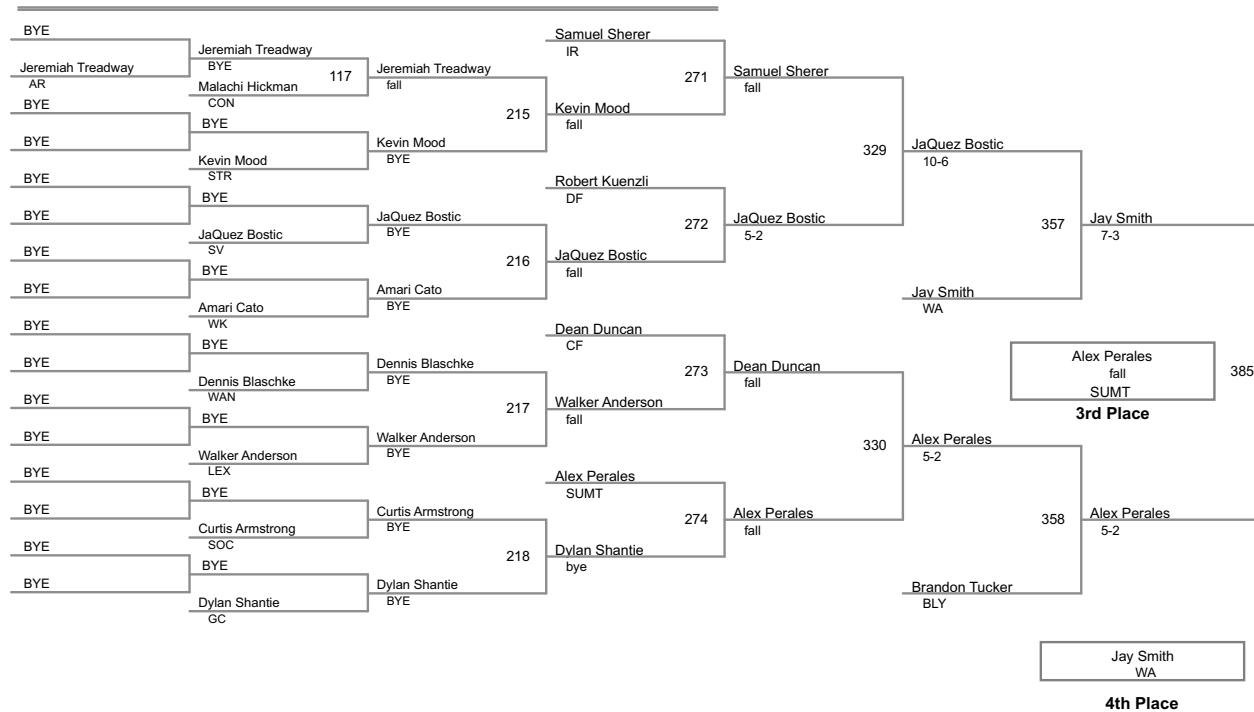 BYE
Jeremiah Treadway
AR
BYE
BYE
BYE
BYE
BYE
BYE
BYE
BYE
BYE
BYE
BYE
BYE
BYE
BYE
Jeremiah Treadway
BYE
117
Malachi Hickman
CON
BYE
Kevin Mood
STR
BYE
JaQuez Bostic
SV
BYE
Amari Cato
WK
BYE
Dennis Blaschke
WAN
BYE
Walker Anderson
LEX
BYE
Curtis Armstrong
SOC
BYE
Dylan Shantie
GC
Jeremiah Treadway
fall
215
Kevin Mood
BYE
JaQuez Bostic
BYE
216
Amari Cato
BYE
Dennis Blaschke
BYE
217
Walker Anderson
BYE
Curtis Armstrong
BYE
218
Dylan Shantie
BYE
Samuel Sherer
IR
271
Kevin Mood
fall
Robert Kuenzli
DF
272
JaQuez Bostic
fall
Dean Duncan
CF
273
Walker Anderson
fall
Alex Perales
SUMT
274
Dylan Shantie
bye
Samuel Sherer
fall
329
JaQuez Bostic
5-2
Dean Duncan
fall
330
Alex Perales
fall
JaQuez Bostic
10-6
357
Jay Smith
WA
Alex Perales
5-2
358
Brandon Tucker
BLY
Jay Smith
7-3
Alex Perales
fall
SUMT
385
3rd Place
Alex Perales
5-2
Jay Smith
WA
4th Place